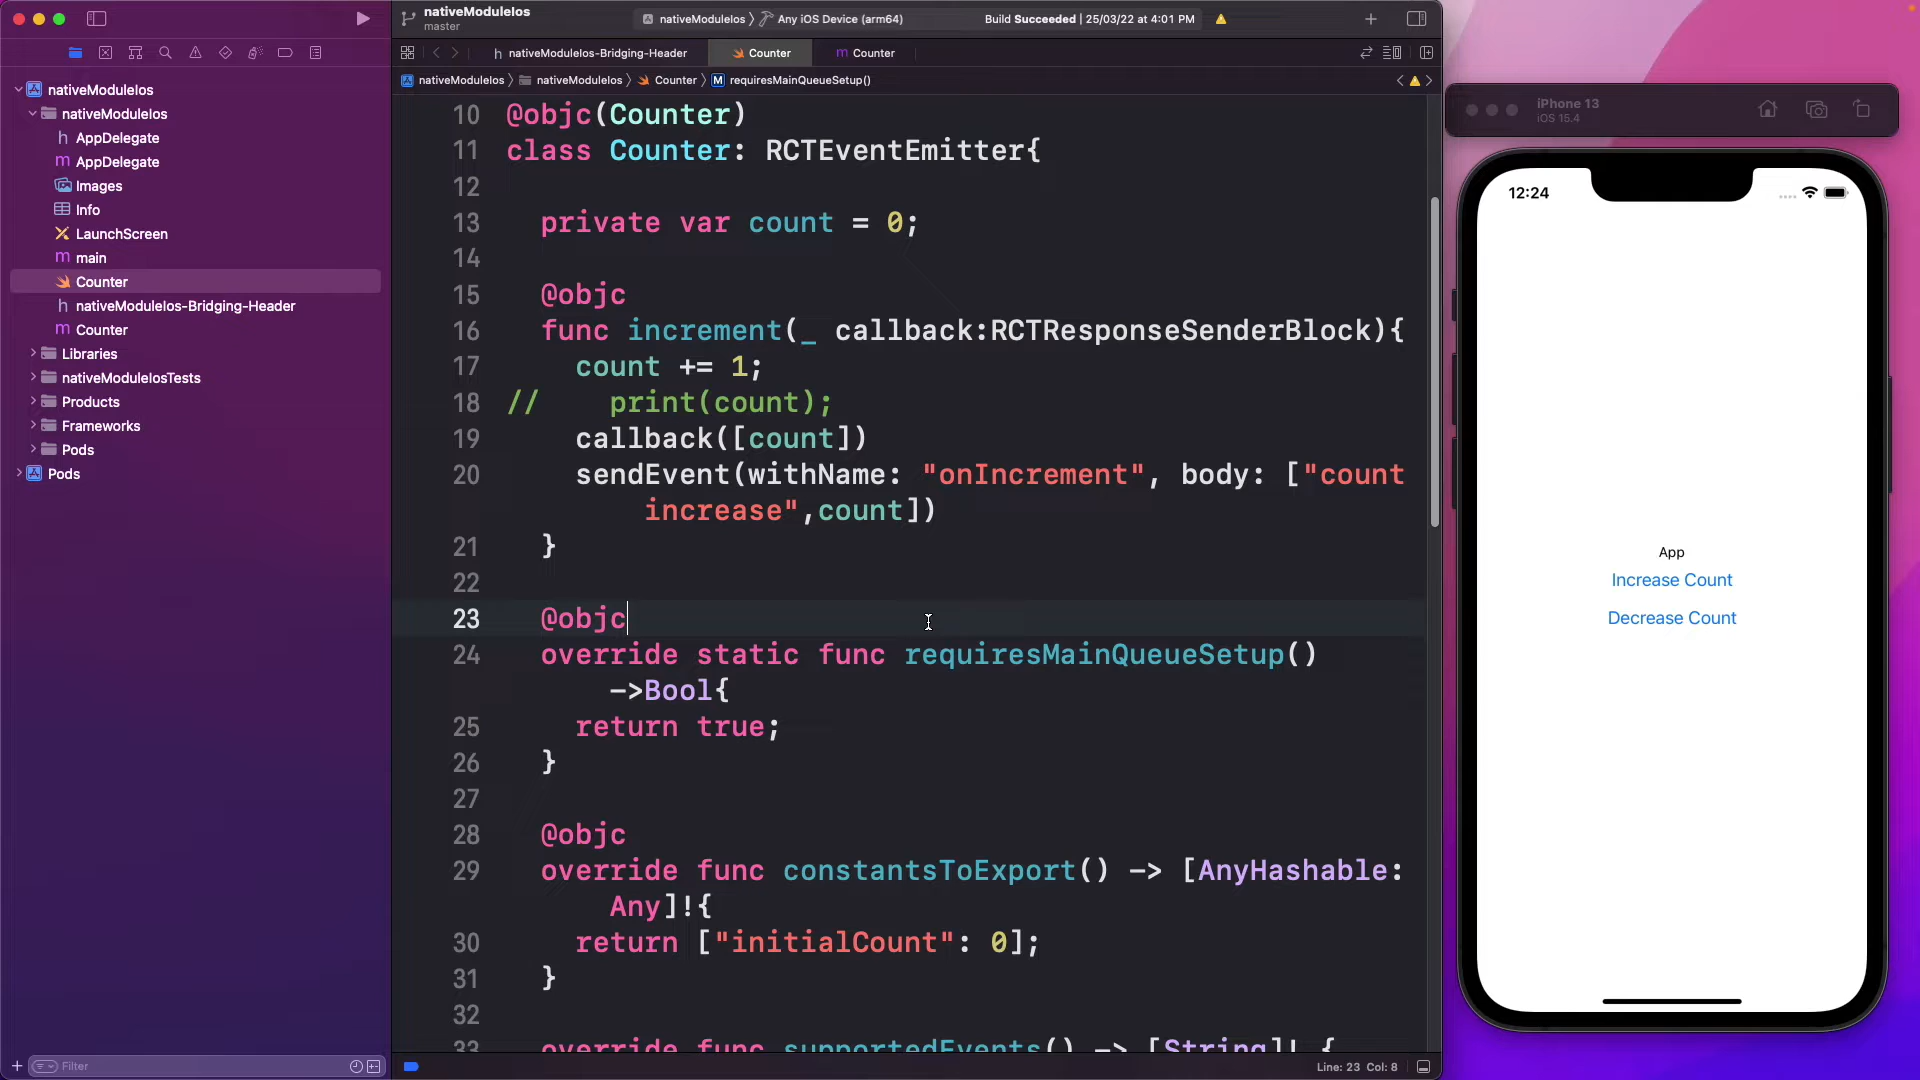 nativeModuleIos
master
nativeModuleIos
Any iOS Device (arm64)
Build Succeeded | 25/03/22 at 4:01 PM
nativeModuleIos-Bridging-Header
Counter
Counter
nativeModuleIos
nativeModuleIos
Counter
M
requiresMainQueueSetup()
nativeModuleIos
nativeModuleIos
h AppDelegate
m AppDelegate
Images
Info
LaunchScreen
m main
Counter
h nativeModuleIos-Bridging-Header
m Counter
Libraries
nativeModuleIosTests
Products
Frameworks
Pods
Pods
Filter
10 @objc(Counter)
11 class Counter: RCTEventEmitter{
12
13 private var count = 0;
14
15 @objc
16 func increment(_ callback:RCTResponseSenderBlock){
17 count += 1;
18 // print(count);
19 callback([count])
20 sendEvent(withName: "onIncrement", body: ["count
increase",count])
21 }
22
23 @objc
24 override static func requiresMainQueueSetup()
->Bool{
25 return true;
26 }
27
28 @objc
29 override func constantsToExport() -> [AnyHashable:
Any]!{
30 return ["initialCount": 0];
31 }
32
33 override func supportedEvents() -> [String]! {
Line: 23 Col: 8
iPhone 13
iOS 15.4
12:24
App
Increase Count
Decrease Count